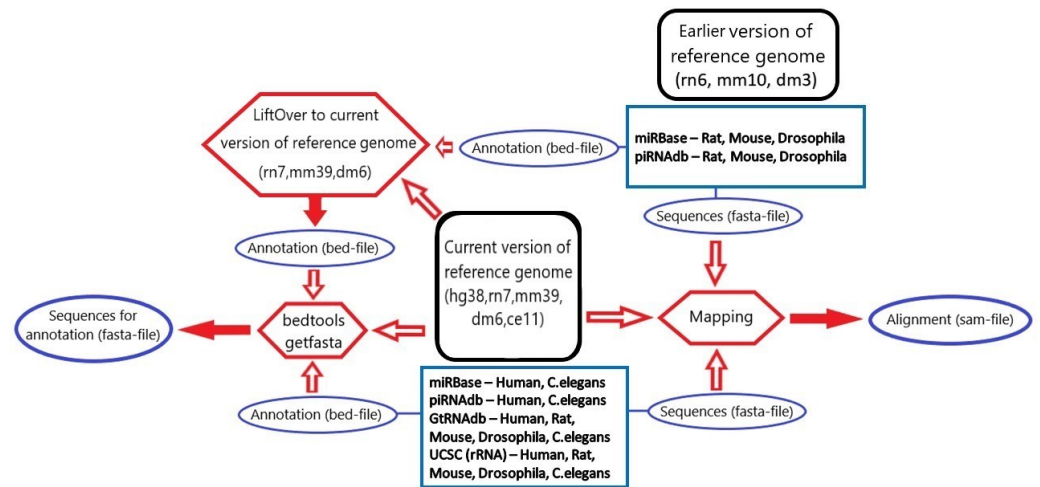 Earlier version of
reference genome
(rn6, mm10, dm3)
LiftOver to current
version of reference genome
(rn7,mm39,dm6)
Annotation (bed-file)
miRBase – Rat, Mouse, Drosophila
piRNAdb – Rat, Mouse, Drosophila
Sequences (fasta-file)
Annotation (bed-file)
Current version of
reference genome
(hg38,rn7,mm39,
dm6,ce11)
Sequences for
annotation (fasta-file)
bedtools
getfasta
Mapping
Alignment (sam-file)
Annotation (bed-file)
miRBase – Human, C.elegans
piRNAdb – Human, C.elegans
GtRNAdb – Human, Rat,
Mouse, Drosophila, C.elegans
UCSC (rRNA) – Human, Rat,
Mouse, Drosophila, C.elegans
Sequences (fasta-file)